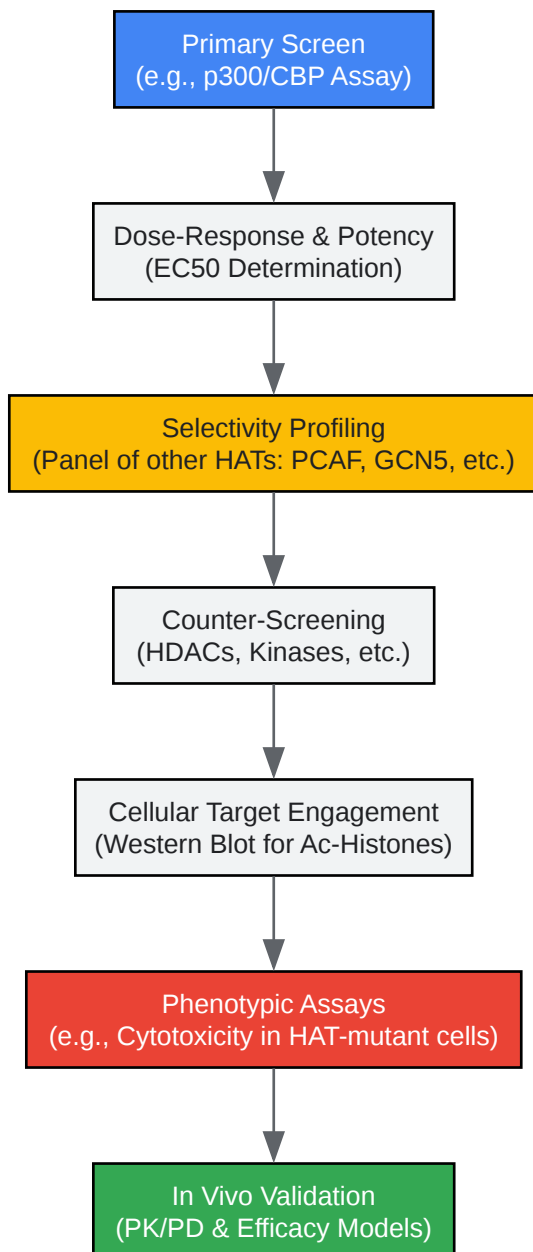 Primary Screen
(e.g., p300/CBP Assay)
Dose-Response & Potency
(EC50 Determination)
Selectivity Profiling
(Panel of other HATs: PCAF, GCN5, etc.)
Counter-Screening
(HDACs, Kinases, etc.)
Cellular Target Engagement
(Western Blot for Ac-Histones)
Phenotypic Assays
(e.g., Cytotoxicity in HAT-mutant cells)
In Vivo Validation
(PK/PD & Efficacy Models)